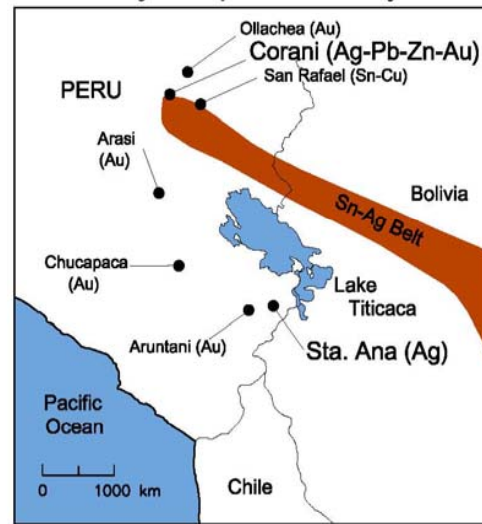 Ollachea (Au)
Corani (Ag-Pb-Zn-Au)
San Rafael (Sn-Cu)
PERU
Arasi
(Au)
Bolivia
Sn-Ag Belt
Chucapaca
(Au)
Lake
Titicaca
Aruntani (Au)
Sta. Ana (Ag)
Pacific
Ocean
0 1000 km
Chile